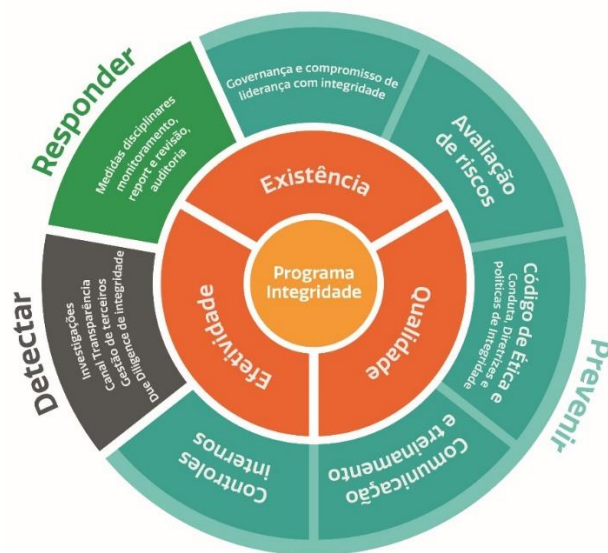 Programa
Integridade
Existência
Qualidade
Efetividade
Prevenir
Governança e compromisso de
liderança com integridade
Avaliação
de riscos
Código de Ética e
Conduta, Diretrizes e
Políticas de Integridade
Comunicação
e treinamento
Controles
internos
Detectar
Investigações
Canal Transparência
Gestão de terceiros
Due Diligence de integridade
Responder
Medidas disciplinares
monitoramento,
report e revisão,
auditoria